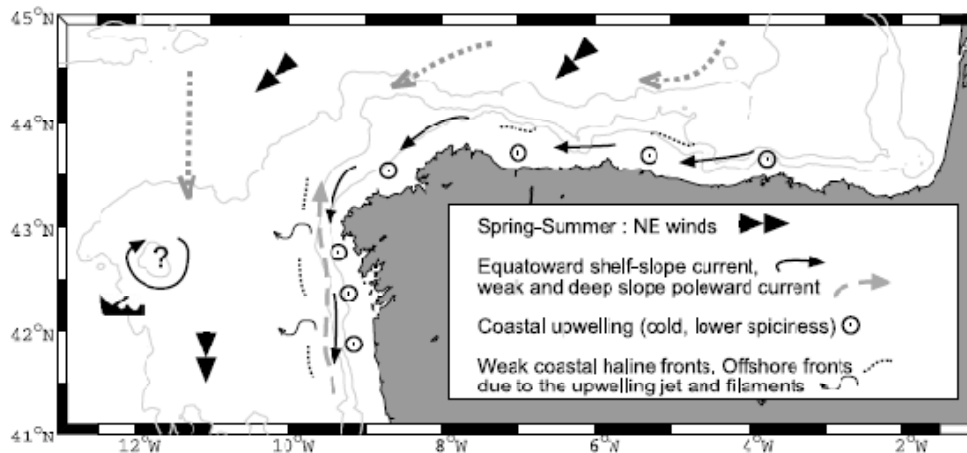 45°N
44°N
43°N
42°N
41°N
?
Spring-Summer : NE winds
Equatoward shelf-slope current,
weak and deep slope poleward current
Coastal upwelling (cold, lower spiciness)
Weak coastal haline fronts, Offshore fronts
due to the upwelling jet and filaments
12°W 10°W 8°W 6°W 4°W 2°W